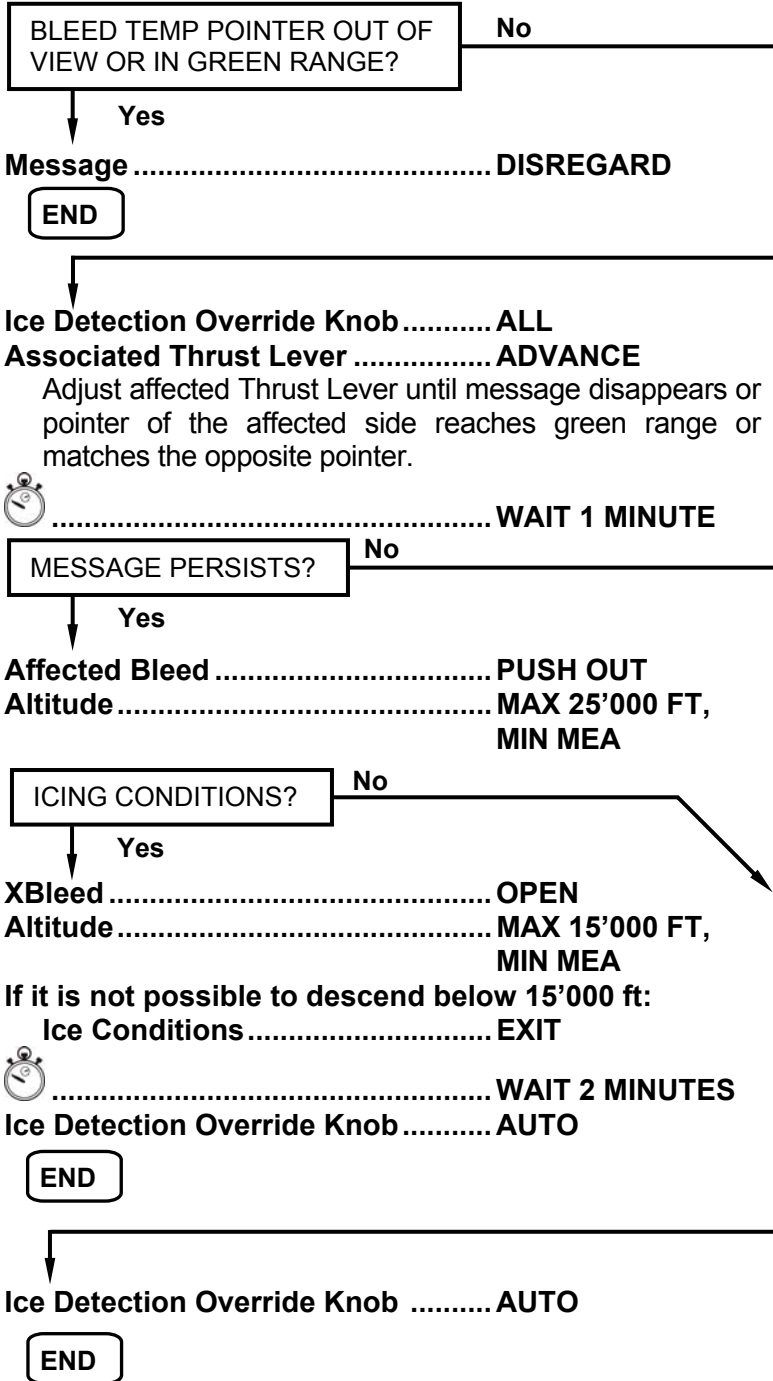 BLEED TEMP POINTER OUT OF
VIEW OR IN GREEN RANGE?
No
Yes
Message ............................................ DISREGARD
END
Ice Detection Override Knob ........... ALL
Associated Thrust Lever ................. ADVANCE
Adjust affected Thrust Lever until message disappears or
pointer of the affected side reaches green range or
matches the opposite pointer.
...................................................... WAIT 1 MINUTE
MESSAGE PERSISTS?
No
Yes
Affected Bleed .................................. PUSH OUT
Altitude .............................................. MAX 25’000 FT,
MIN MEA
ICING CONDITIONS?
No
Yes
XBleed ............................................... OPEN
Altitude .............................................. MAX 15’000 FT,
MIN MEA
If it is not possible to descend below 15’000 ft:
Ice Conditions .............................. EXIT
...................................................... WAIT 2 MINUTES
Ice Detection Override Knob ........... AUTO
END
Ice Detection Override Knob .......... AUTO
END